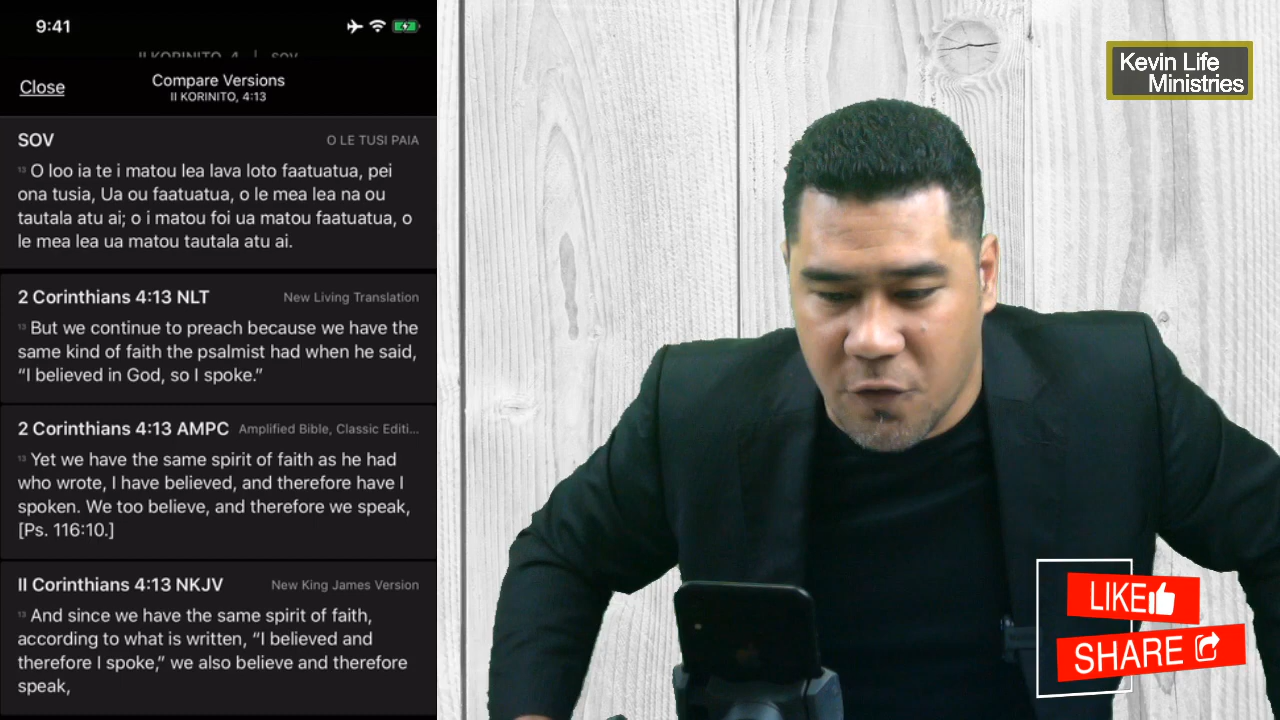 9:41
II KORINITO, 4 | SOV
Close
Compare Versions
II KORINITO, 4:13
SOV
O LE TUSI PAIA
13 O loo ia te i matou lea lava loto faatuatua, pei
ona tusia, Ua ou faatuatua, o le mea lea na ou
tautala atu ai; o i matou foi ua matou faatuatua, o
le mea lea ua matou tautala atu ai.
2 Corinthians 4:13 NLT
New Living Translation
13 But we continue to preach because we have the
same kind of faith the psalmist had when he said,
“I believed in God, so I spoke.”
2 Corinthians 4:13 AMPC
Amplified Bible, Classic Editi...
13 Yet we have the same spirit of faith as he had
who wrote, I have believed, and therefore have I
spoken. We too believe, and therefore we speak,
[Ps. 116:10.]
II Corinthians 4:13 NKJV
New King James Version
13 And since we have the same spirit of faith,
according to what is written, “I believed and
therefore I spoke,” we also believe and therefore
speak,
Kevin Life
Ministries
LIKE
SHARE